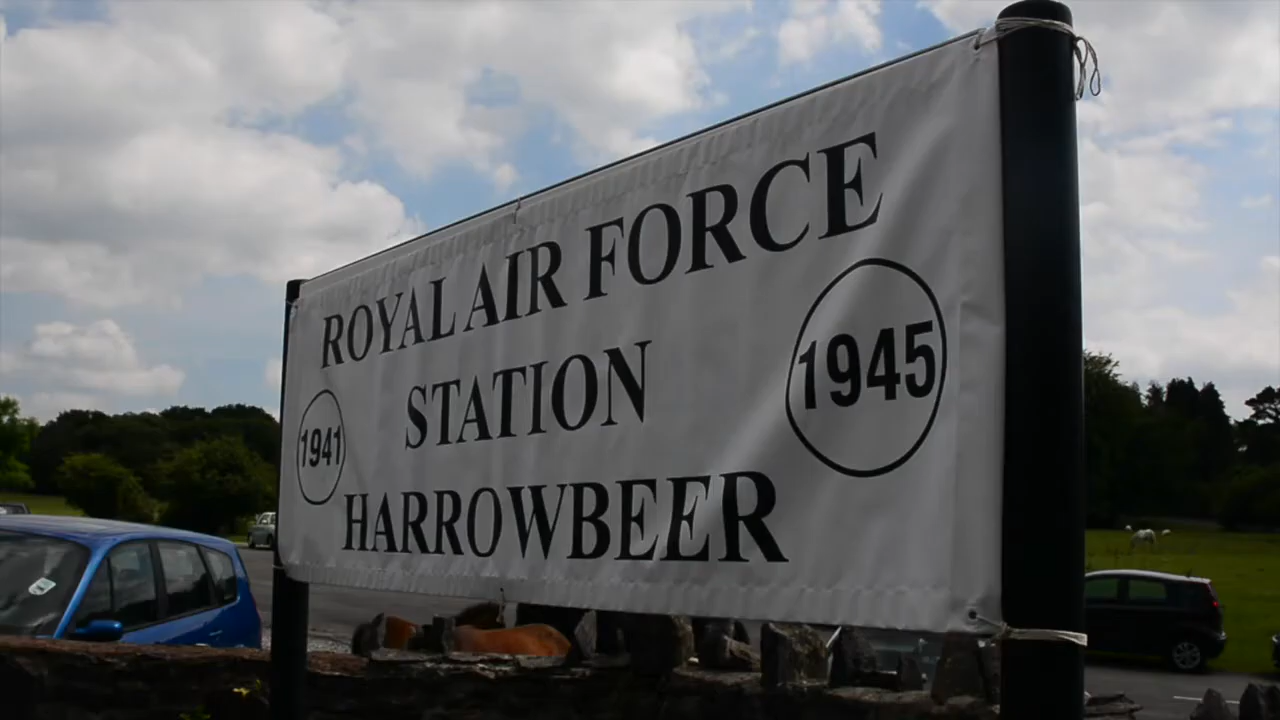 ROYAL AIR FORCE
STATION
1941
1945
HARROWBEER